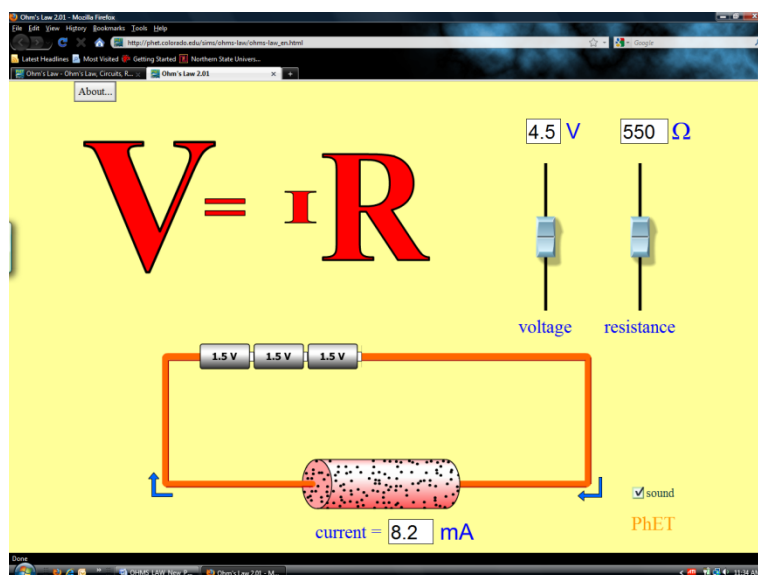 Ohm's Law 2.01 - Mozilla Firefox
File Edit View History Bookmarks Tools Help
http://phet.colorado.edu/sims/ohms-law/ohms-law_en.html
Google
Latest Headlines Most Visited Getting Started Northern State Univers...
Ohm's Law - Ohm's Law, Circuits, R... Ohm's Law 2.01
About...
4.5 V 550 Ω
V = IR
voltage resistance
1.5 V 1.5 V 1.5 V
sound
current = 8.2 mA
PhET
Done
OHMS LAW New P... Ohm's Law 2.01 - M... 11:34 AM